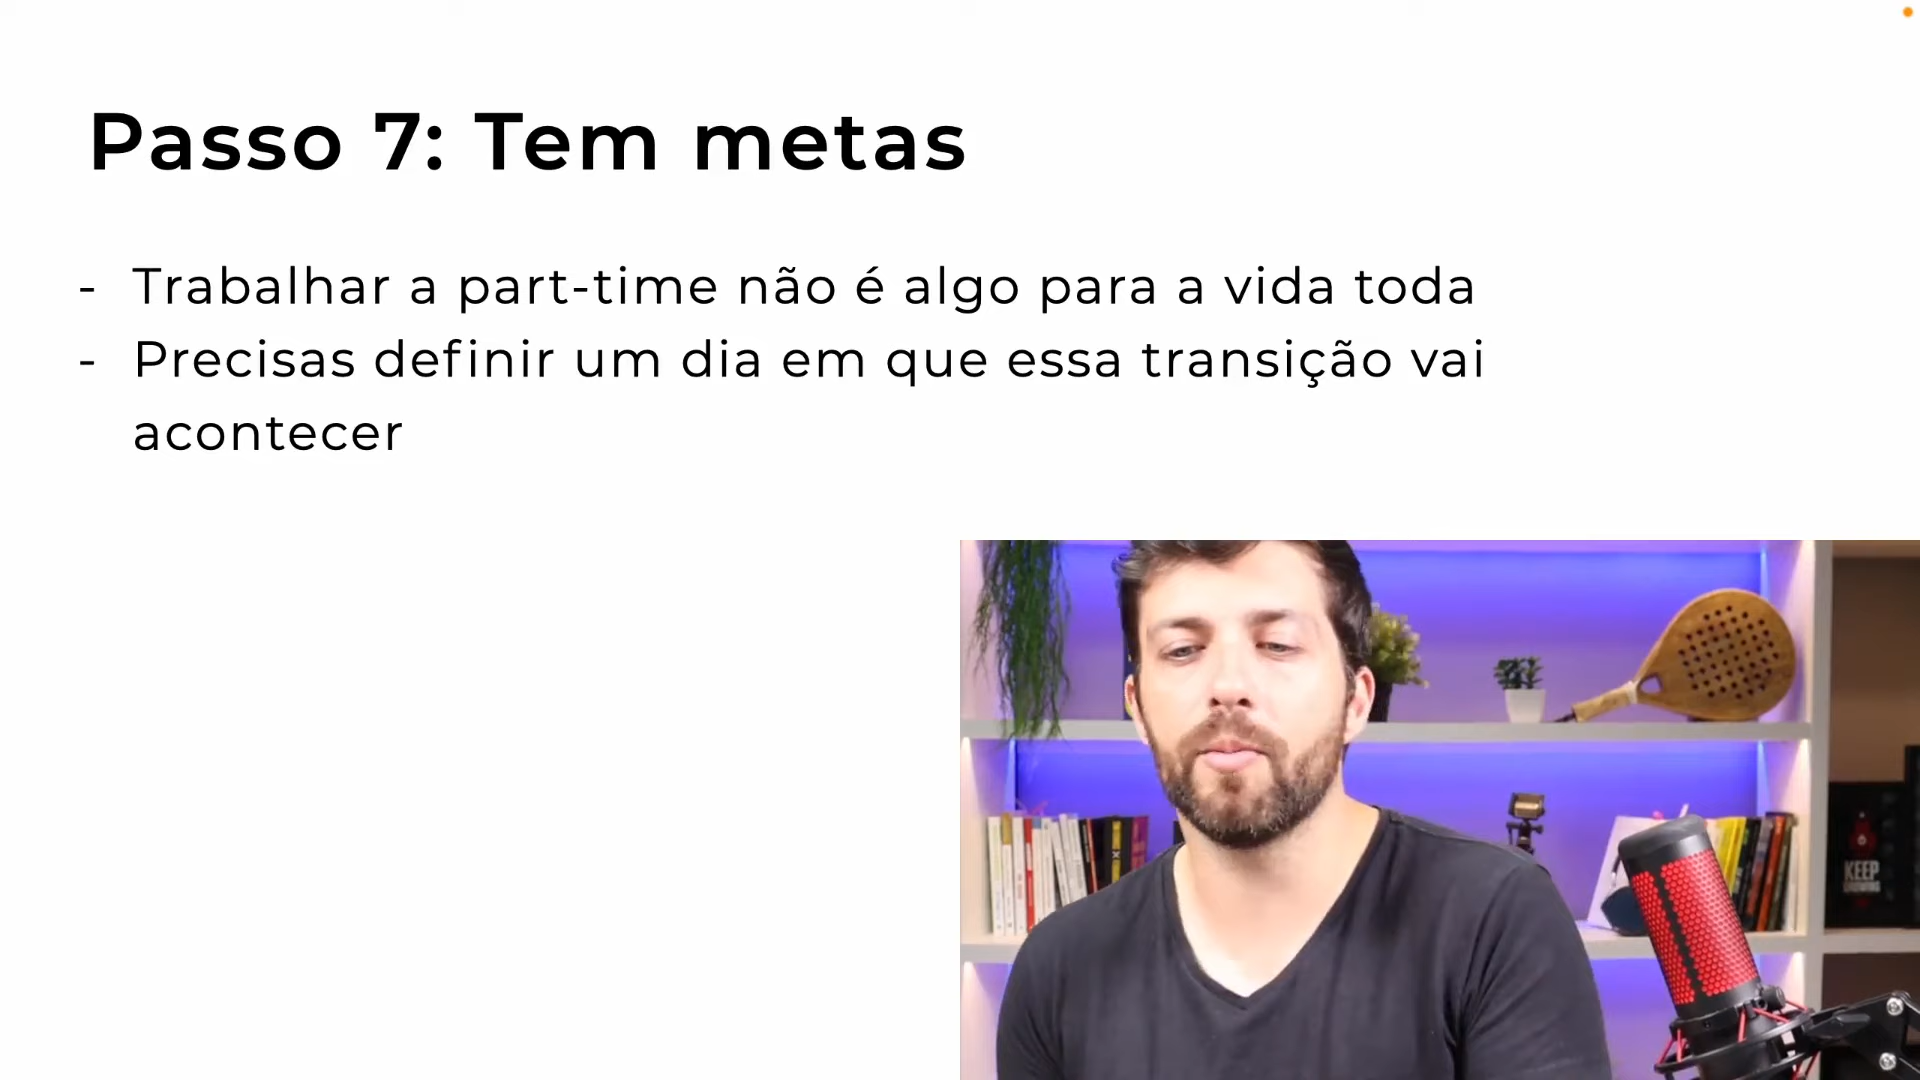 Passo 7: Tem metas
- Trabalhar a part-time não é algo para a vida toda
- Precisas definir um dia em que essa transição vai
acontecer
KEEP